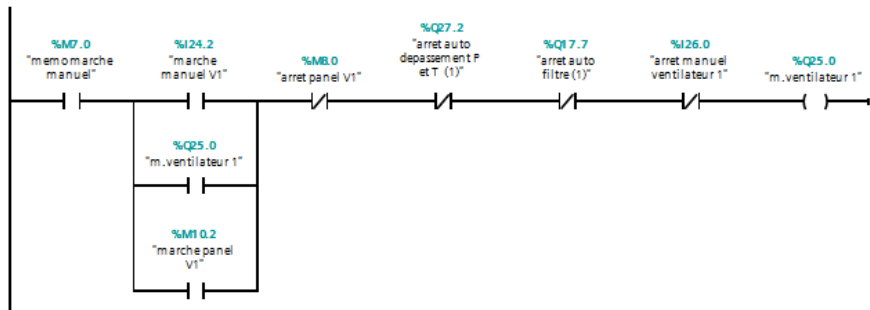 %M7.0
"memo marche
manuel"
%I24.2
"marche
manuel V1"
%M8.0
"arret panel V1"
%Q27.2
"arret auto
depassement P
et T (1)"
%Q17.7
"arret auto
filtre (1)"
%I26.0
"arret manuel
ventilateur 1"
%Q25.0
"m.ventilateur 1"
%Q25.0
"m.ventilateur 1"
%M10.2
"marche panel
V1"